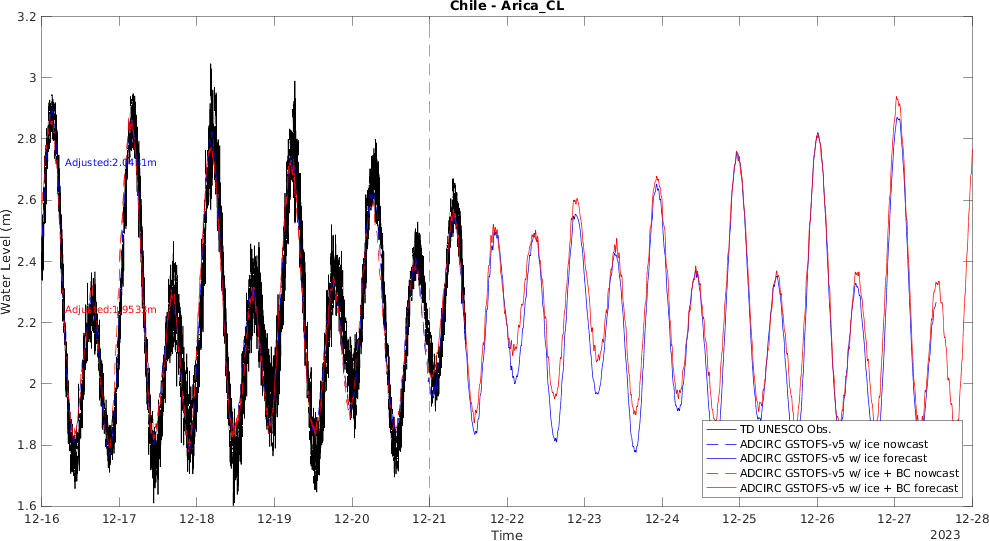 Chile - Arica_CL
3.2
3
2.8
2.6
2.4
2.2
2
1.8
1.6
Water Level (m)
Adjusted:2.0431m
Adjusted:1.9535m
TD UNESCO Obs.
ADCIRC GSTOFS-v5 w/ ice nowcast
ADCIRC GSTOFS-v5 w/ ice forecast
ADCIRC GSTOFS-v5 w/ ice + BC nowcast
ADCIRC GSTOFS-v5 w/ ice + BC forecast
12-16
12-17
12-18
12-19
12-20
12-21
12-22
12-23
12-24
12-25
12-26
12-27
12-28
Time
2023